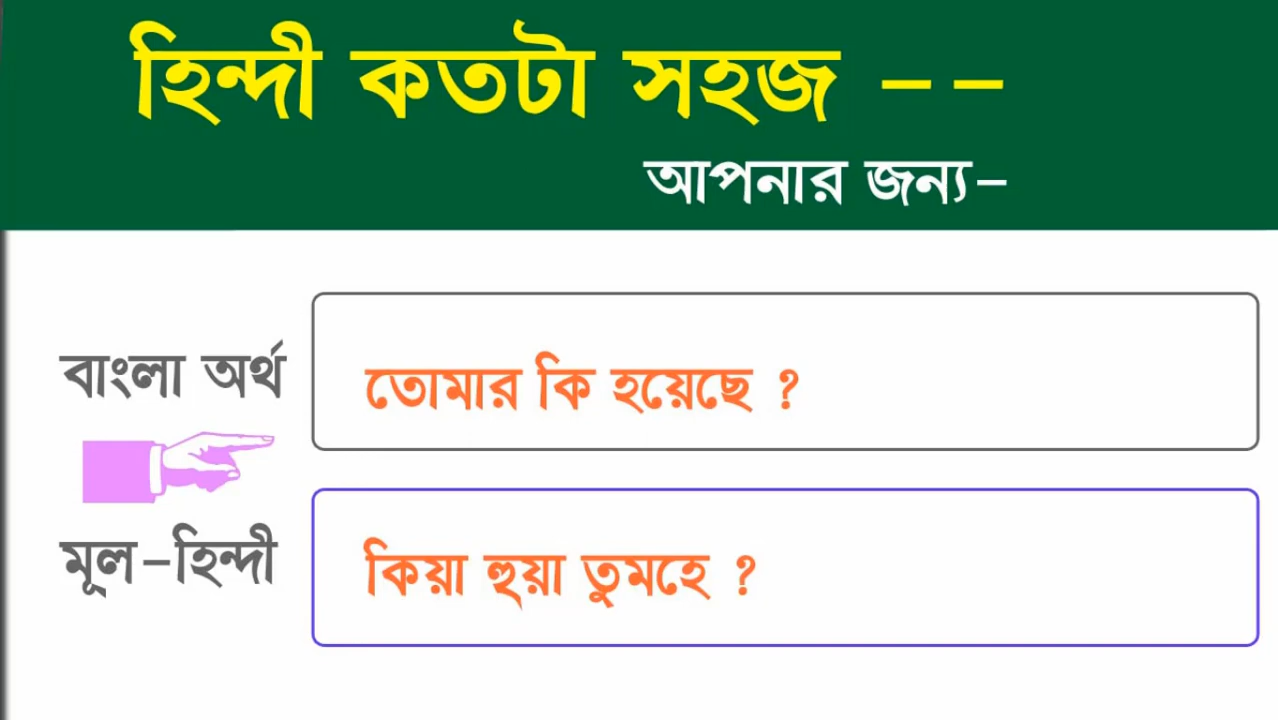 হিন্দী কতটা সহজ --
আপনার জন্য-
বাংলা অর্থ
তোমার কি হয়েছে ?
মূল-হিন্দী
কিয়া হুয়া তুমহে ?